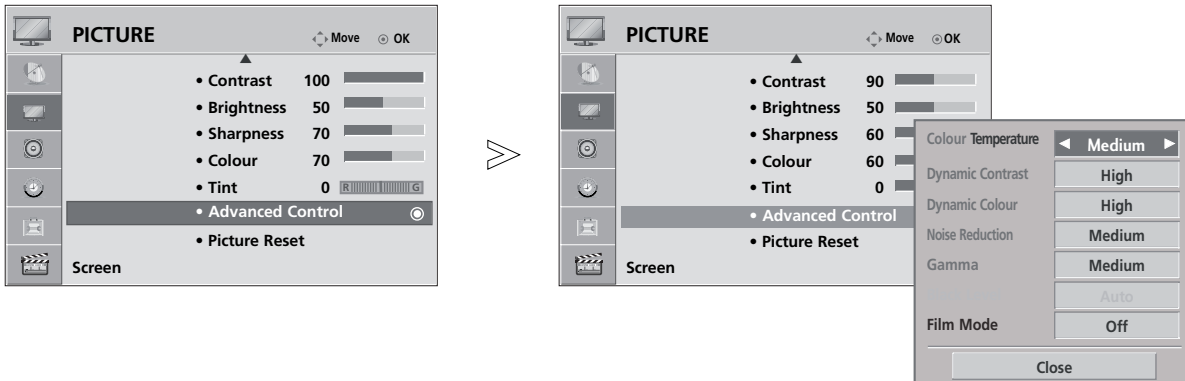 PICTURE Move OK
• Contrast 100
• Brightness 50
• Sharpness 70
• Colour 70
• Tint 0 R G
• Advanced Control
• Picture Reset
Screen
PICTURE Move OK
• Contrast 90
• Brightness 50
• Sharpness 60
• Colour 60
• Tint 0
• Advanced Control
• Picture Reset
Screen
Colour Temperature Medium
Dynamic Contrast High
Dynamic Colour High
Noise Reduction Medium
Gamma Medium
Auto
Film Mode Off
Close